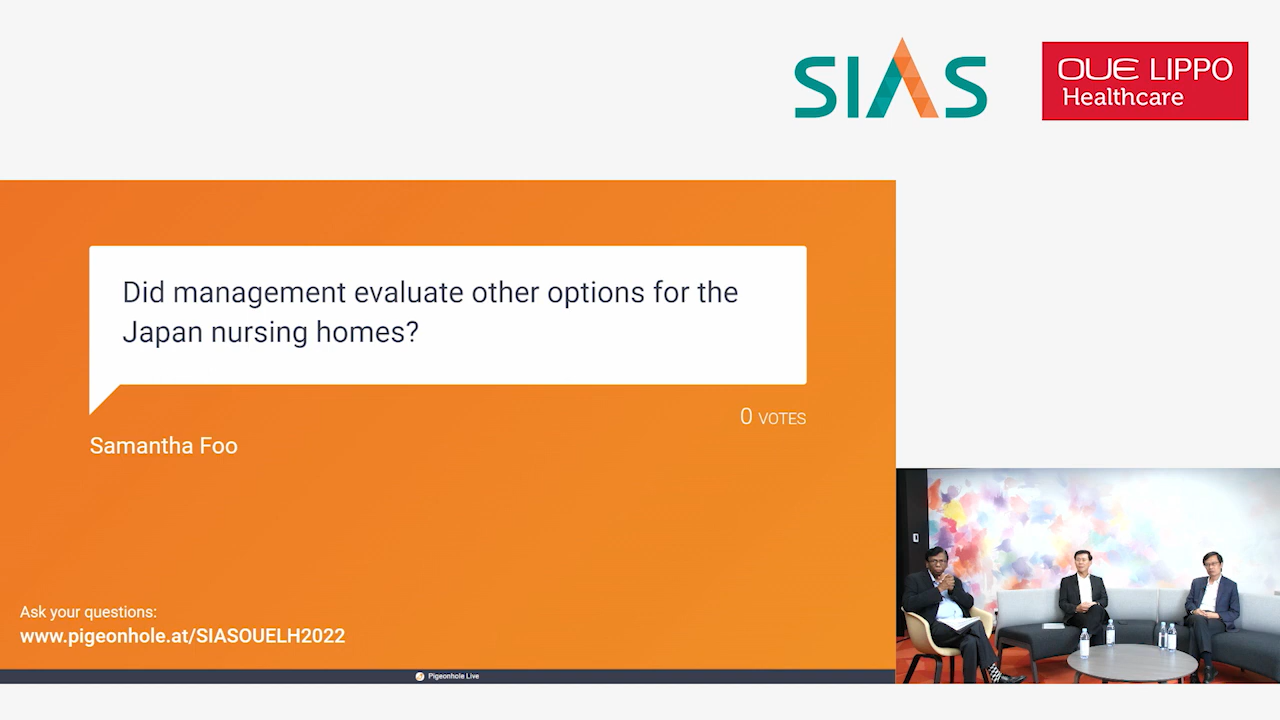 SIAS
OUE LIPPO
Healthcare
Did management evaluate other options for the
Japan nursing homes?
0 VOTES
Samantha Foo
Ask your questions:
www.pigeonhole.at/SIASOUELH2022
Pigeonhole Live